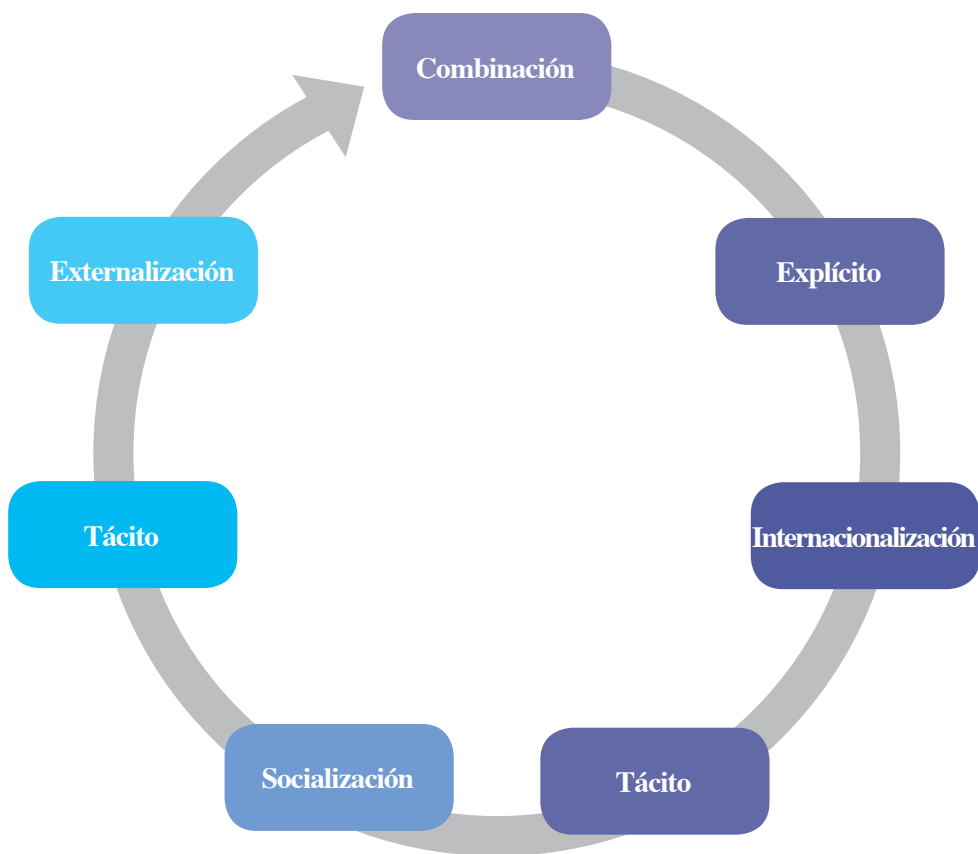 Combinación
Explícito
Internacionalización
Tácito
Socialización
Tácito
Externalización